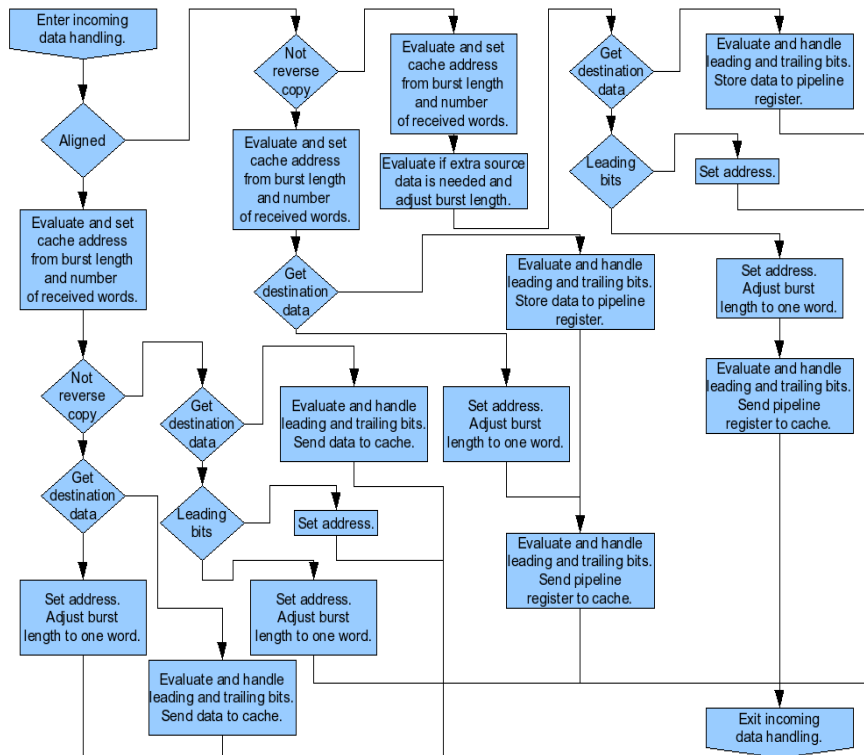 Enter incoming
data handling.
Aligned
Evaluate and set
cache address
from burst length
and number
of received words.
Not
reverse
copy
Get
destination
data
Set address.
Adjust burst
length to one word.
Evaluate and handle
leading and trailing bits.
Send data to cache.
Get
destination
data
Leading
bits
Evaluate and handle
leading and trailing bits.
Send data to cache.
Set address.
Set address.
Adjust burst
length to one word.
Not
reverse
copy
Evaluate and set
cache address
from burst length
and number
of received words.
Get
destination
data
Evaluate and set
cache address
from burst length
and number
of received words.
Evaluate if extra source
data is needed and
adjust burst length.
Evaluate and handle
leading and trailing bits.
Store data to pipeline
register.
Set address.
Adjust burst
length to one word.
Evaluate and handle
leading and trailing bits.
Send pipeline
register to cache.
Get
destination
data
Leading
bits
Evaluate and handle
leading and trailing bits.
Store data to pipeline
register.
Set address.
Set address.
Adjust burst
length to one word.
Evaluate and handle
leading and trailing bits.
Send pipeline
register to cache.
Exit incoming
data handling.